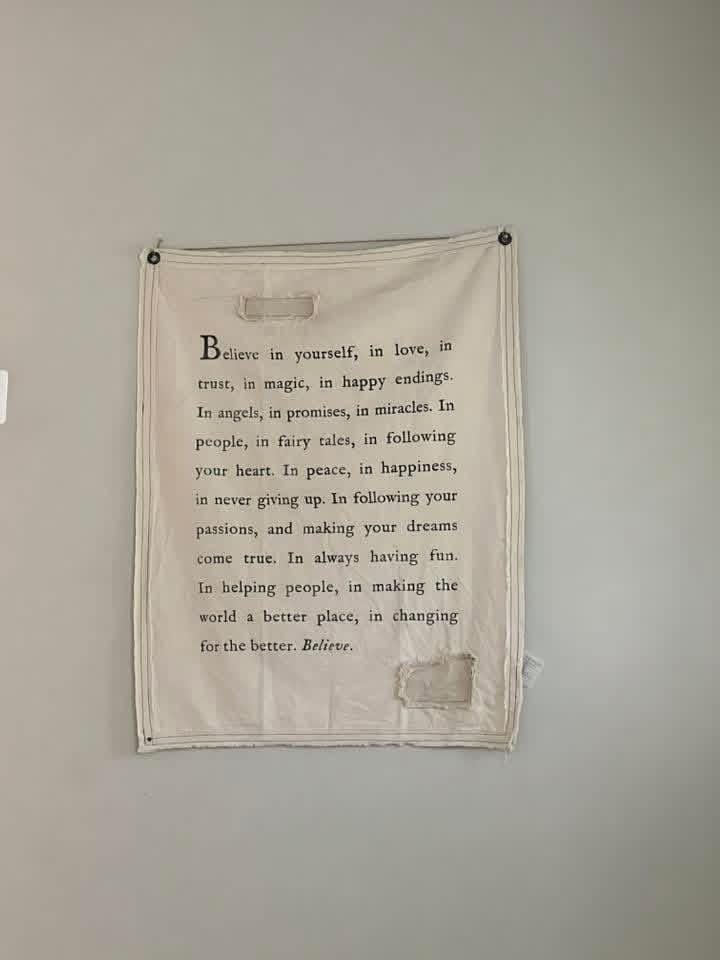 Believe in yourself, in love, in
trust, in magic, in happy endings.
In angels, in promises, in miracles. In
people, in fairy tales, in following
your heart. In peace, in happiness,
in never giving up. In following your
passions, and making your dreams
come true. In always having fun.
In helping people, in making the
world a better place, in changing
for the better. Believe.